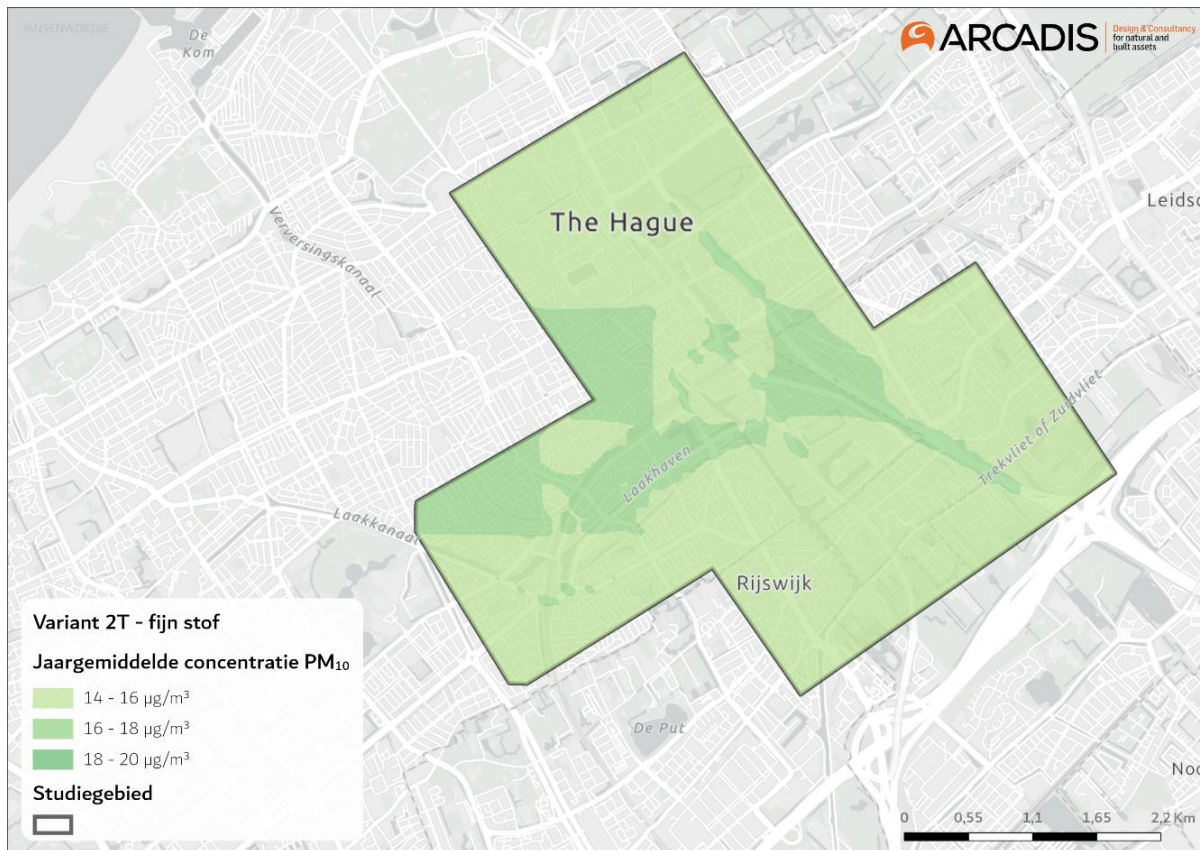 JANSENWD8186
De
Kom
ARCADIS
Design & Consultancy
for natural and
built assets
Leidsc
Verversingskanaal
The Hague
Trekvliet of Zuidvliet
Laakhaven
Laakkanaal
Rijswijk
De Put
Noo
Variant 2T - fijn stof
Jaargemiddelde concentratie PM₁₀
14 - 16 µg/m³
16 - 18 µg/m³
18 - 20 µg/m³
Studiegebied
0 0,55 1,1 1,65 2,2 Km